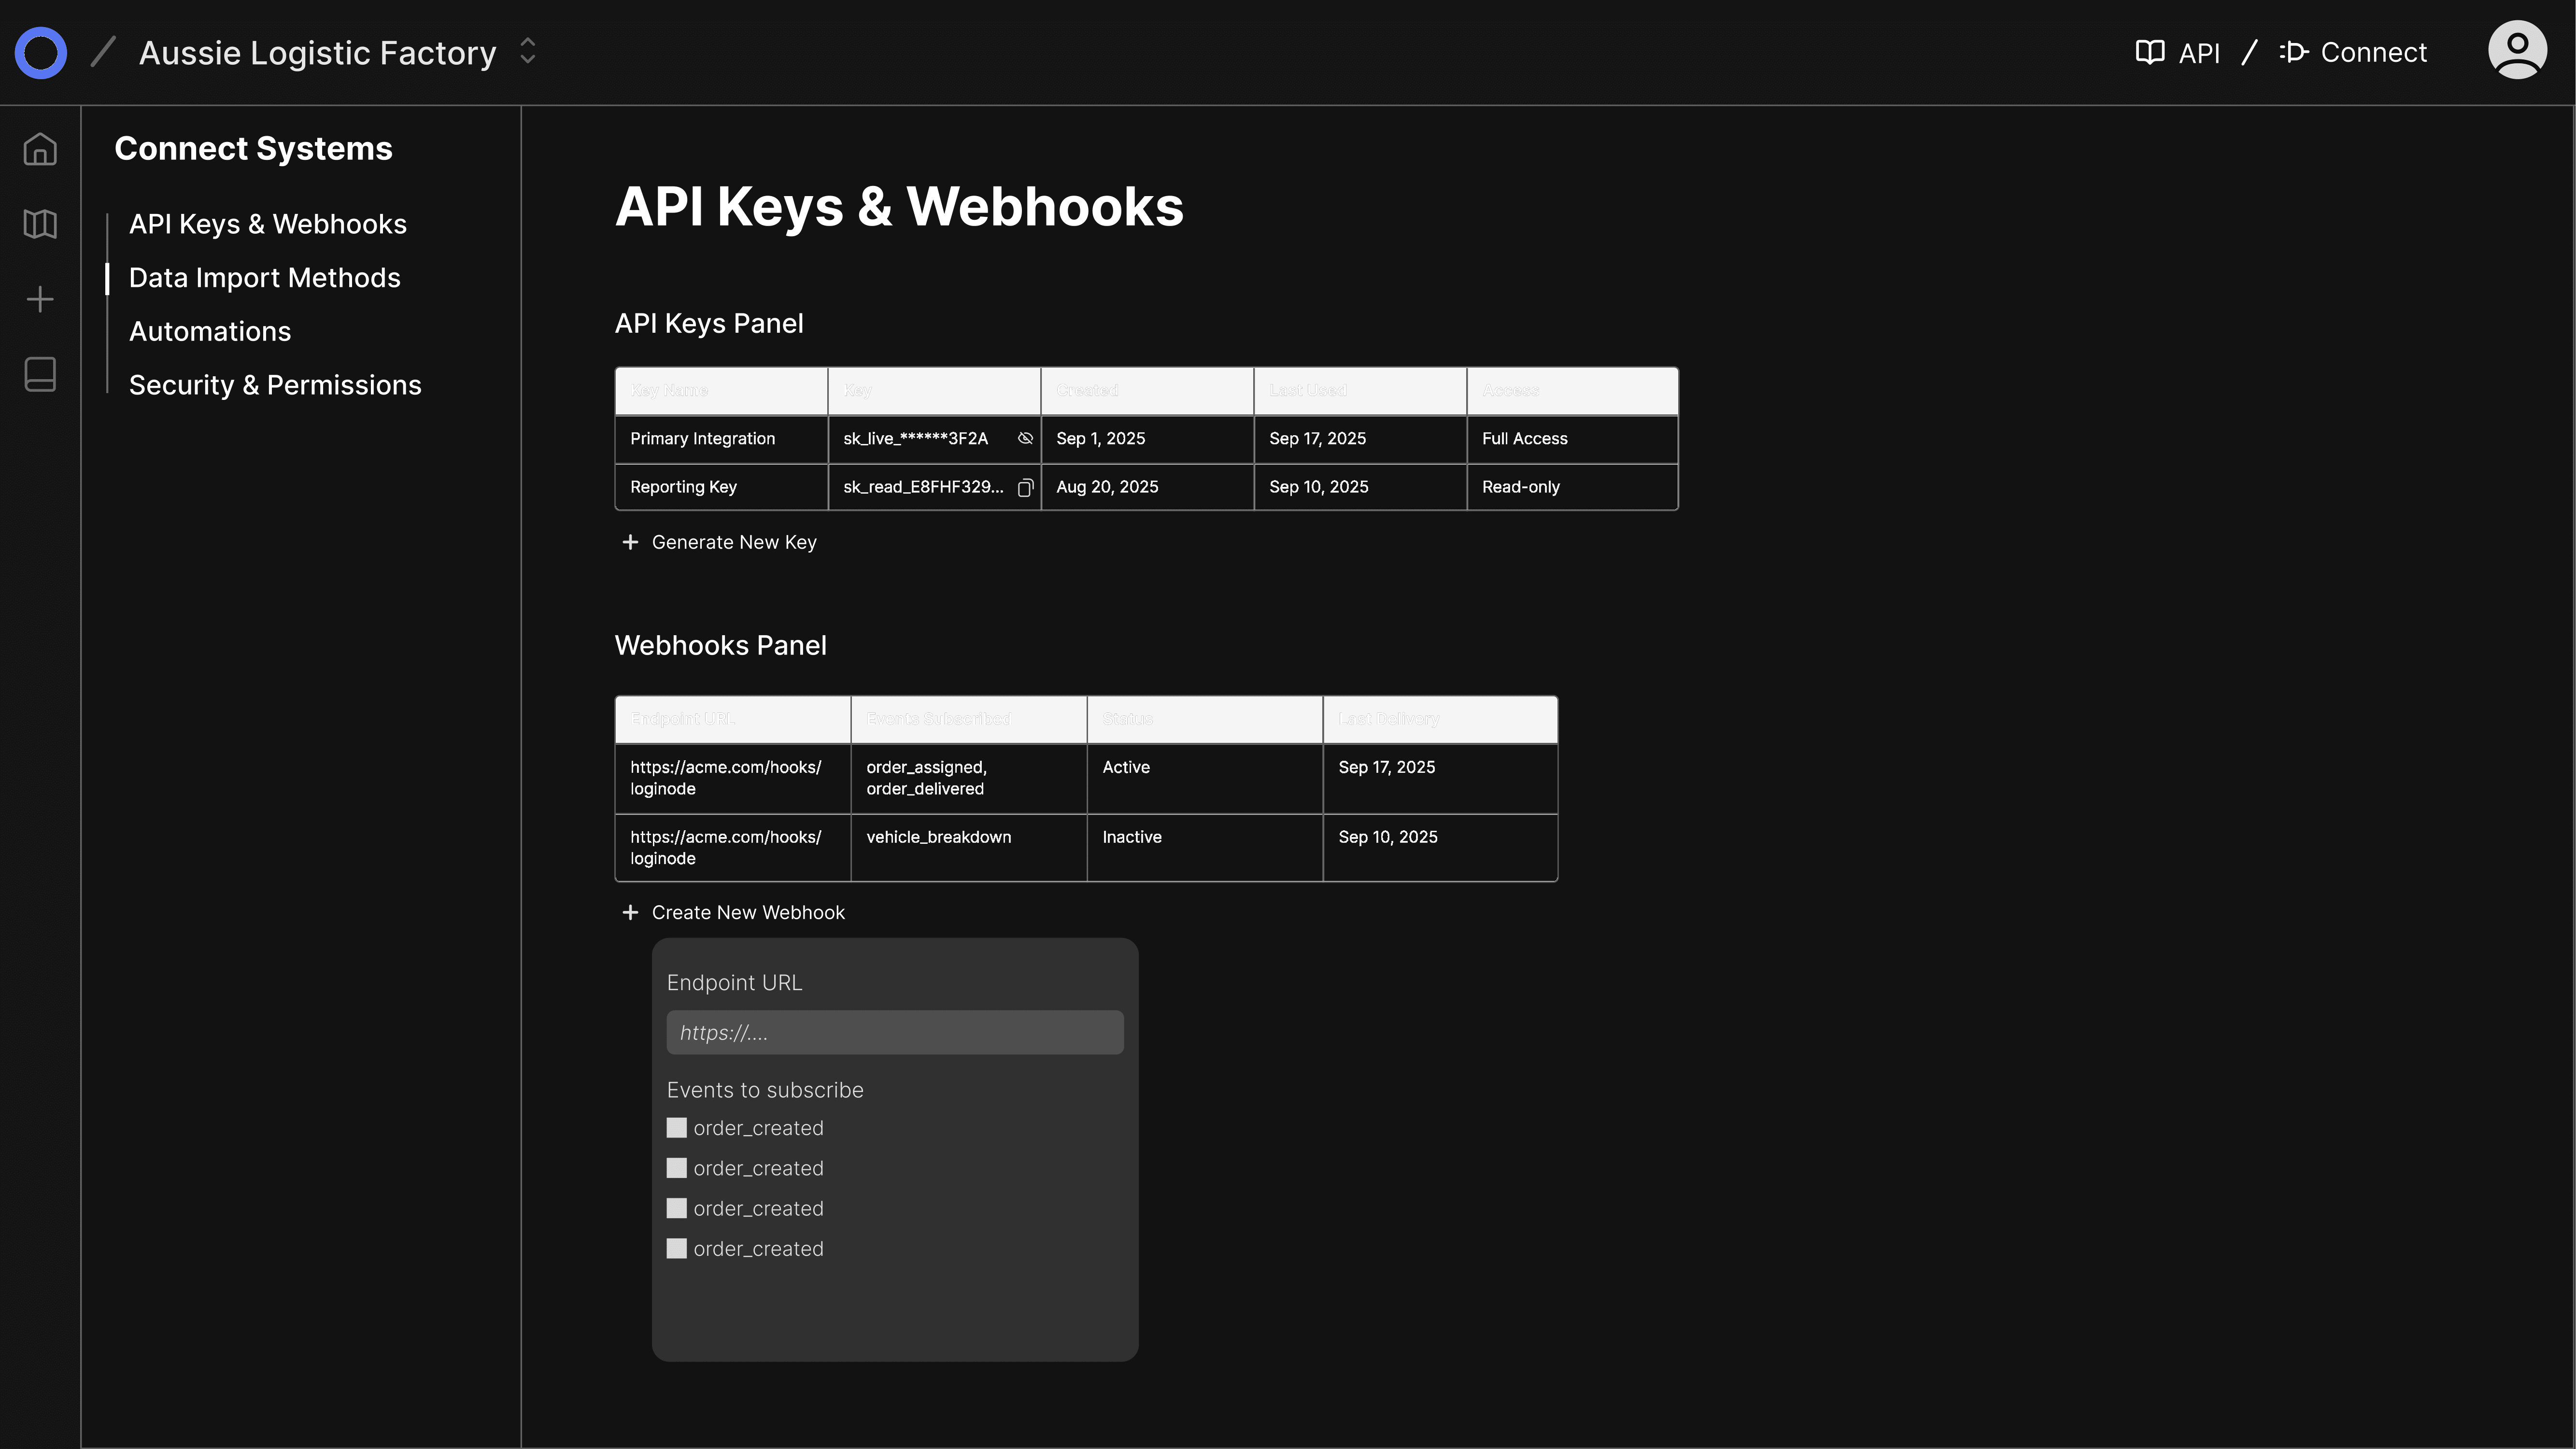 Aussie Logistic Factory
API / Connect
Connect Systems
API Keys & Webhooks
Data Import Methods
Automations
Security & Permissions
API Keys & Webhooks
API Keys Panel
Key Name Key Created Last Used Access
Primary Integration sk_live_******3F2A Sep 1, 2025 Sep 17, 2025 Full Access
Reporting Key sk_read_E8FHF329... Aug 20, 2025 Sep 10, 2025 Read-only
Generate New Key
Webhooks Panel
Endpoint URL Events Subscribed Status Last Delivery
https://acme.com/hooks/ order_assigned, Active Sep 17, 2025
loginode order_delivered
https://acme.com/hooks/ vehicle_breakdown Inactive Sep 10, 2025
loginode
Create New Webhook
Endpoint URL
https://....
Events to subscribe
order_created
order_created
order_created
order_created